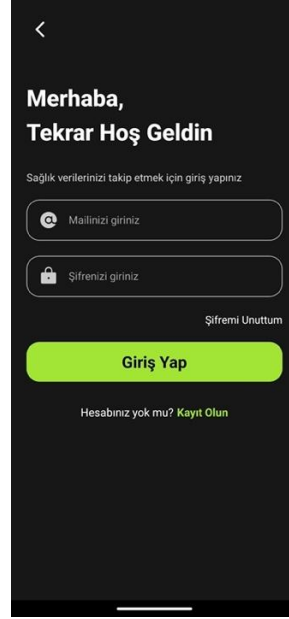 Merhaba,
Tekrar Hoş Geldin
Sağlık verilerinizi takip etmek için giriş yapınız
Mailinizi giriniz
Şifrenizi giriniz
Şifremi Unuttum
Giriş Yap
Hesabınız yok mu? Kayıt Olun